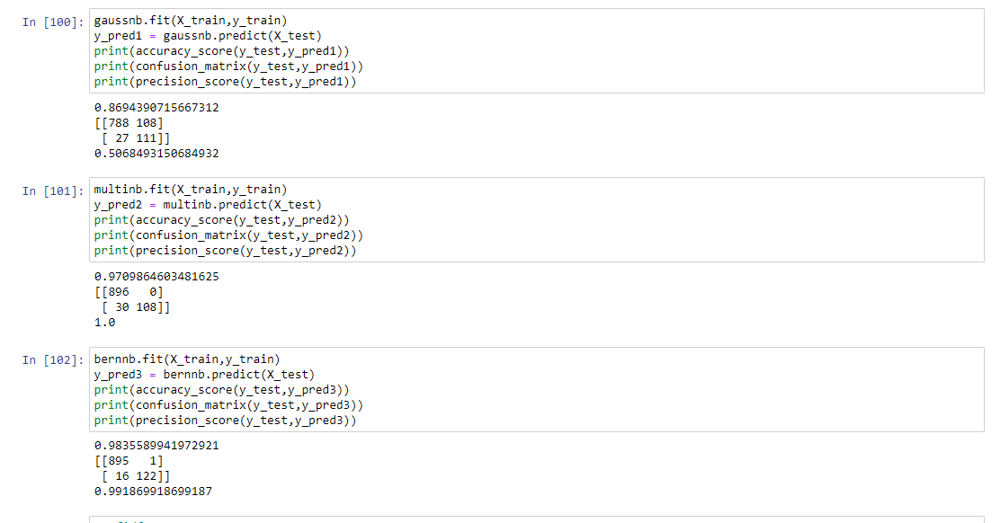 In [100]: gaussnb.fit(X_train,y_train)
y_pred1 = gaussnb.predict(X_test)
print(accuracy_score(y_test,y_pred1))
print(confusion_matrix(y_test,y_pred1))
print(precision_score(y_test,y_pred1))
0.8694390715667312
[[788 108]
 [ 27 111]]
0.5068493150684932
In [101]: multinb.fit(X_train,y_train)
y_pred2 = multinb.predict(X_test)
print(accuracy_score(y_test,y_pred2))
print(confusion_matrix(y_test,y_pred2))
print(precision_score(y_test,y_pred2))
0.9709864603481625
[[896   0]
 [ 30 108]]
1.0
In [102]: bernnb.fit(X_train,y_train)
y_pred3 = bernnb.predict(X_test)
print(accuracy_score(y_test,y_pred3))
print(confusion_matrix(y_test,y_pred3))
print(precision_score(y_test,y_pred3))
0.9835589941972921
[[895   1]
 [ 16 122]]
0.991869918699187